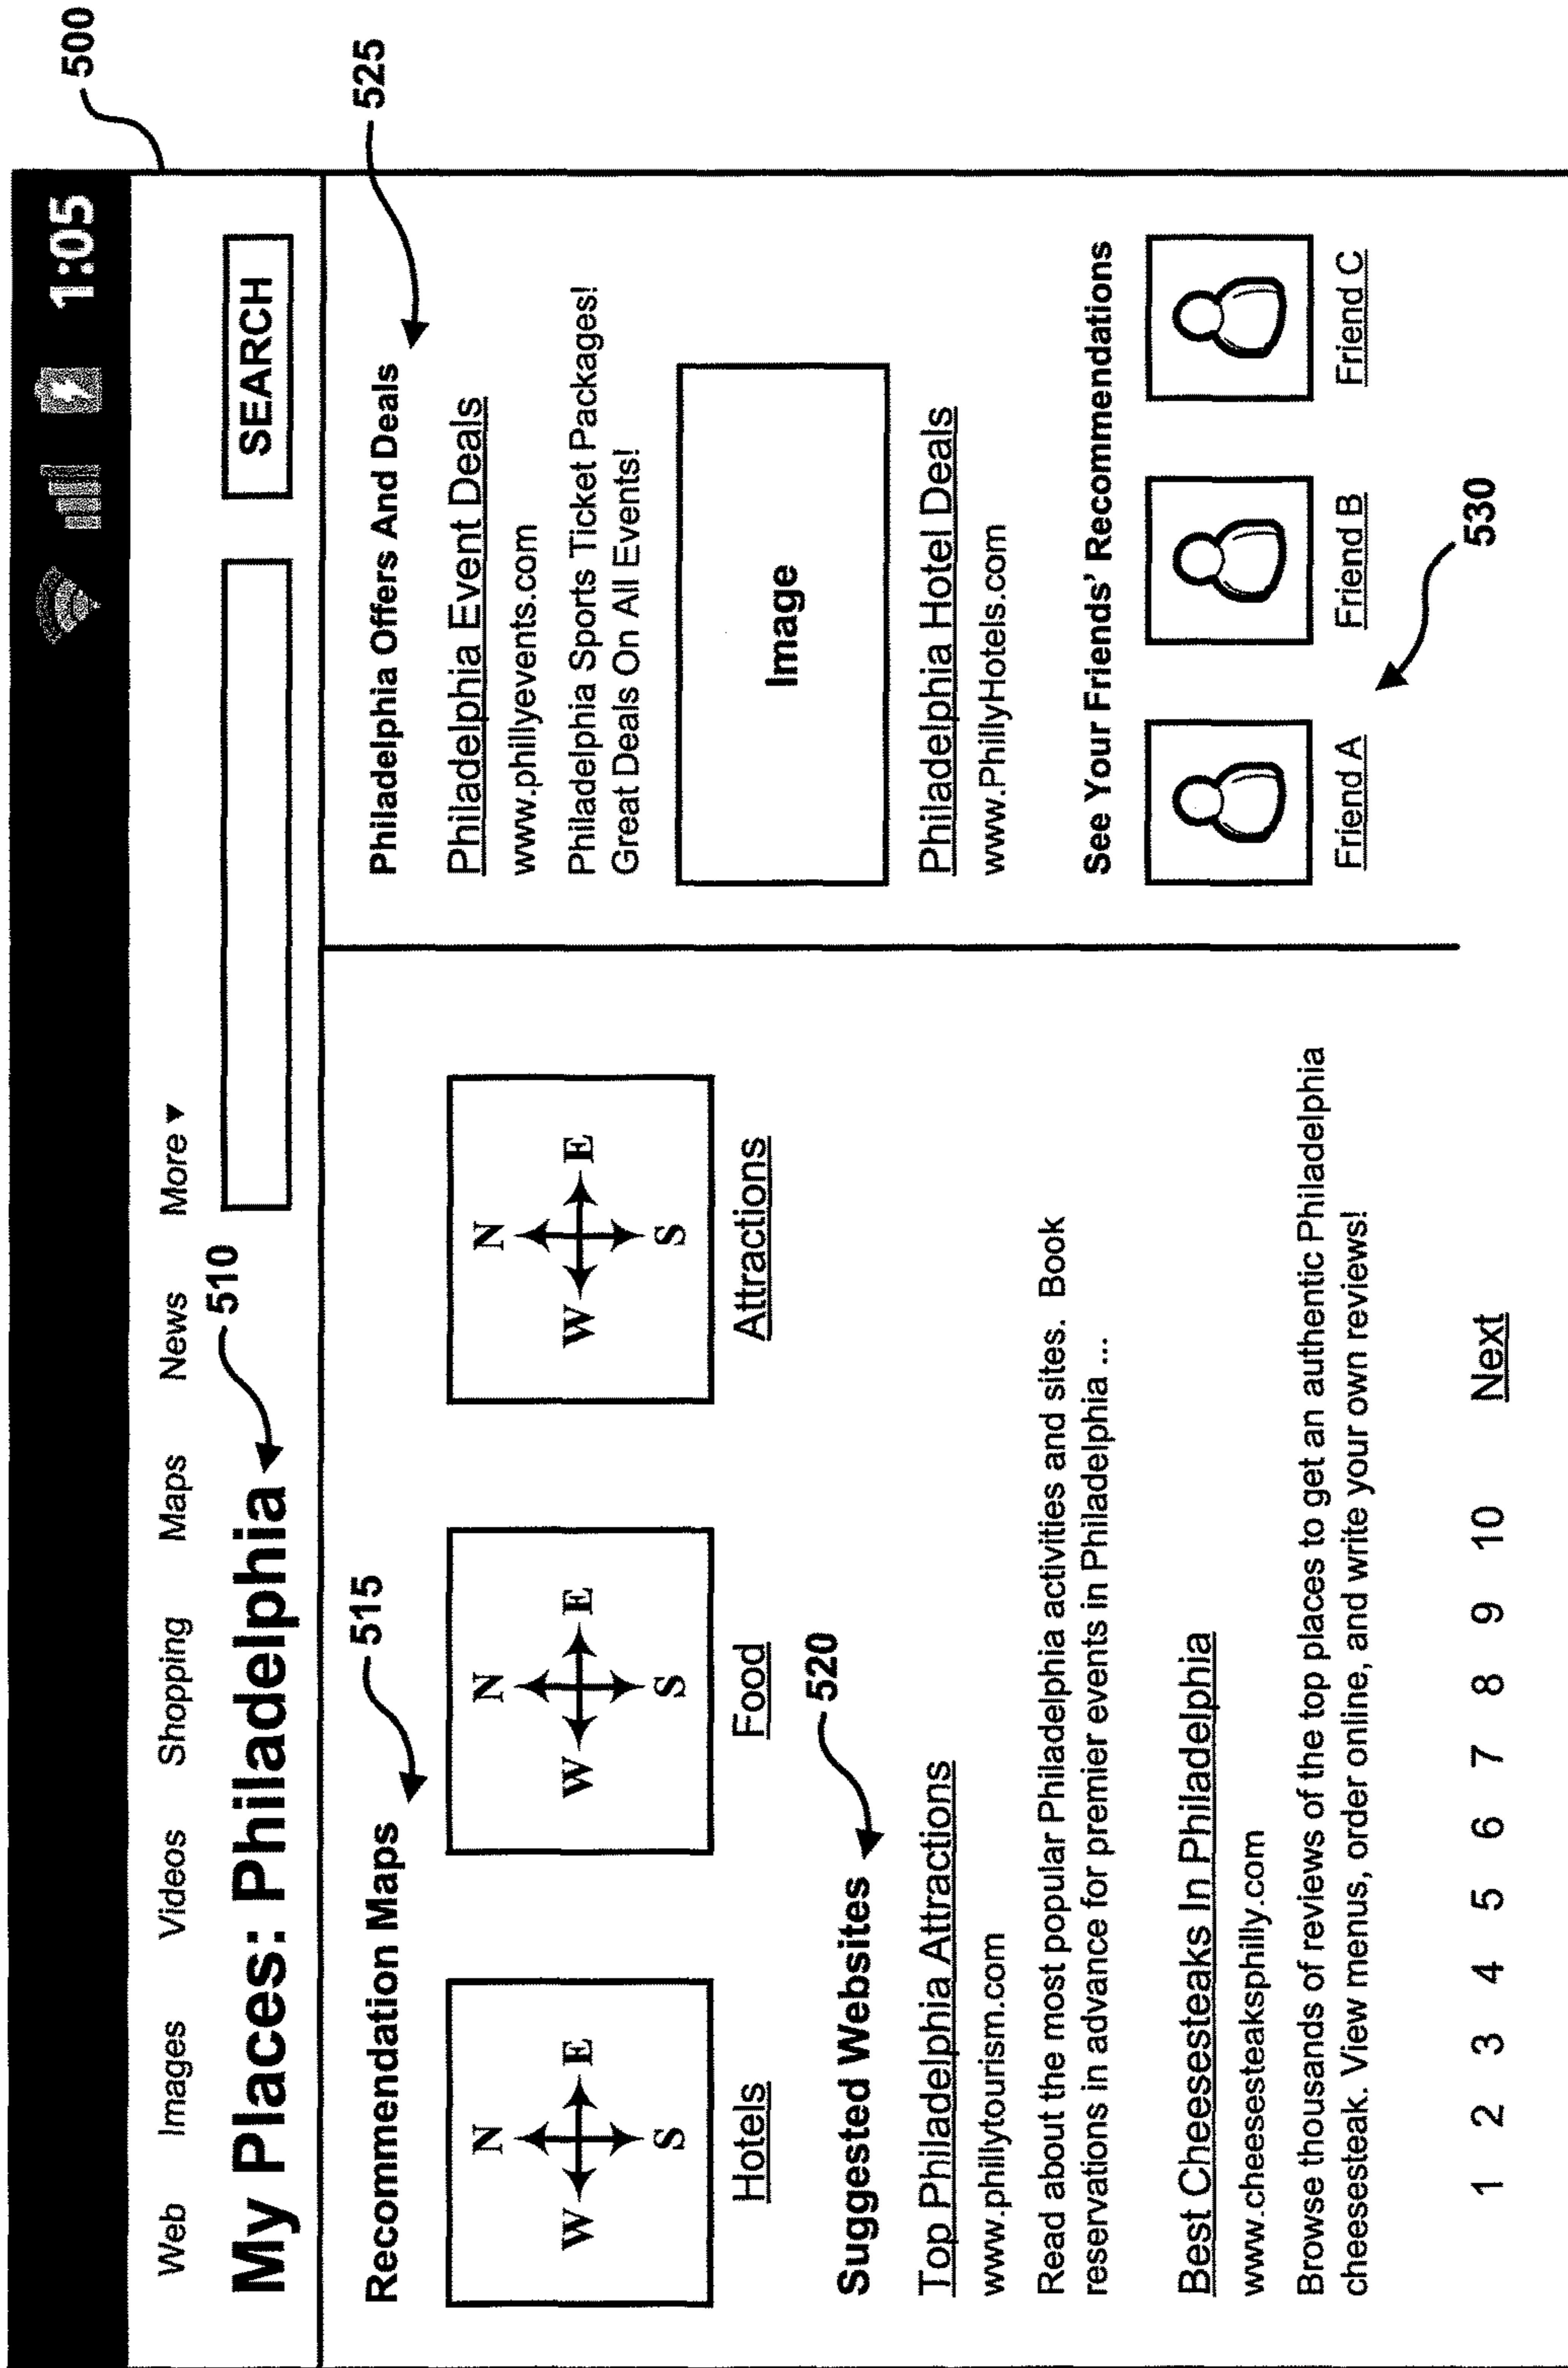 500
1:05
Web Images Videos Shopping Maps News More ▾
My Places: Philadelphia
510
SEARCH
Recommendation Maps
515
N
W E
S
Hotels
N
W E
S
Food
N
W E
S
Attractions
Suggested Websites
520
Top Philadelphia Attractions
www.phillytourism.com
Read about the most popular Philadelphia activities and sites. Book
reservations in advance for premier events in Philadelphia ...
Best Cheesesteaks In Philadelphia
www.cheesesteaksphilly.com
Browse thousands of reviews of the top places to get an authentic Philadelphia
cheesesteak. View menus, order online, and write your own reviews!
1 2 3 4 5 6 7 8 9 10 Next
Philadelphia Offers And Deals
525
Philadelphia Event Deals
www.phillyevents.com
Philadelphia Sports Ticket Packages!
Great Deals On All Events!
Image
Philadelphia Hotel Deals
www.PhillyHotels.com
See Your Friends' Recommendations
Friend A Friend B Friend C
530